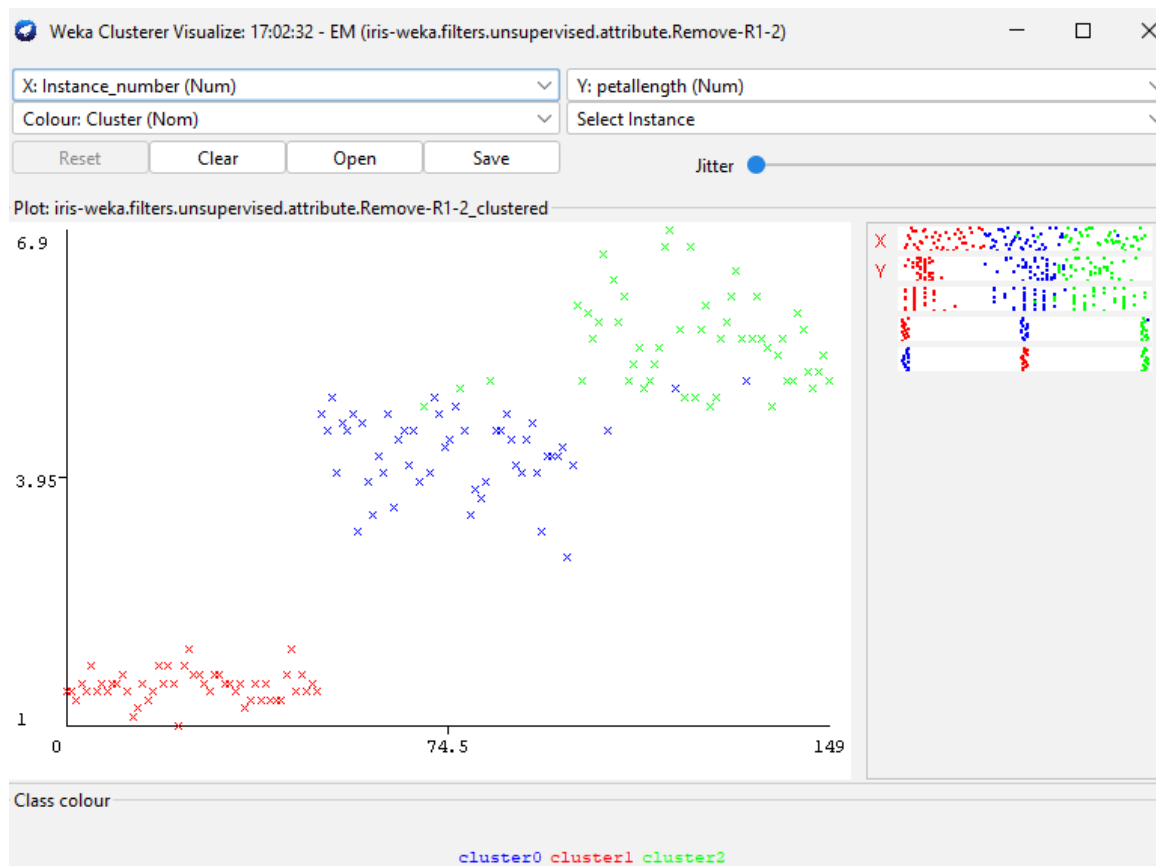 Weka Clusterer Visualize: 17:02:32 - EM (iris-weka.filters.unsupervised.attribute.Remove-R1-2)
X: Instance_number (Num) Y: petallength (Num)
Colour: Cluster (Nom) Select Instance
Reset Clear Open Save Jitter
Plot: iris-weka.filters.unsupervised.attribute.Remove-R1-2_clustered
6.9
X
Y
3.95
1
0 74.5 149
Class colour
cluster0 cluster1 cluster2